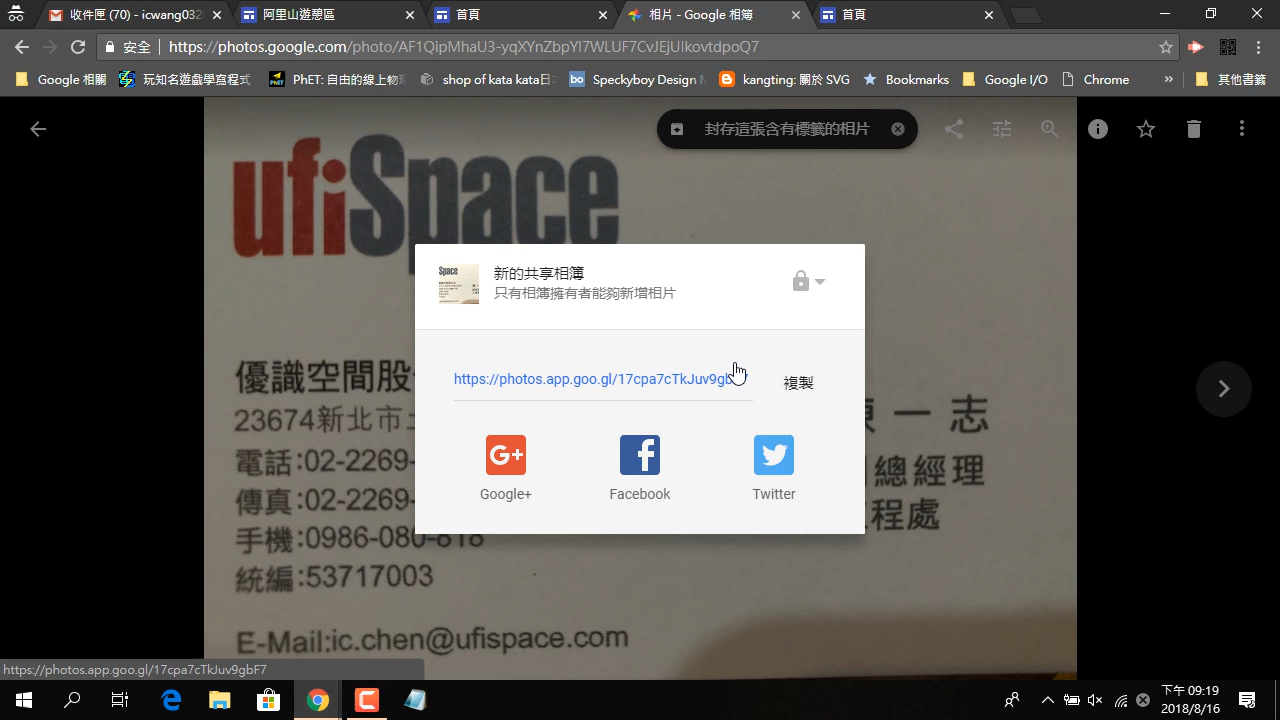 收件匣 (70) - icwang032
阿里山遊憩區
首頁
相片 - Google 相簿
首頁
安全
https://photos.google.com/photo/AF1QipMhaU3-yqXYnZbpYl7WLUF7CvJEjUlkovtdpoQ7
Google 相關
玩知名遊戲學寫程式
PhET: 自由的線上物理
shop of kata kata日
bo
Speckyboy Design
kangting: 關於 SVG
Bookmarks
Google I/O
Chrome
»
其他書籤
封存這張含有標籤的相片
ufiSpace
Space
新的共享相簿
只有相簿擁有者能夠新增相片
https://photos.app.goo.gl/17cpa7cTkJuv9gb
複製
G+
f
Google+
Facebook
Twitter
優識空間股
23674新北市
一志
總經理
程處
電話:02-2269-
傳真:02-2269-
手機:0986-080-818
統編:53717003
E-Mail:ic.chen@ufispace.com
https://photos.app.goo.gl/17cpa7cTkJuv9gbF7
下午 09:19
2018/8/16